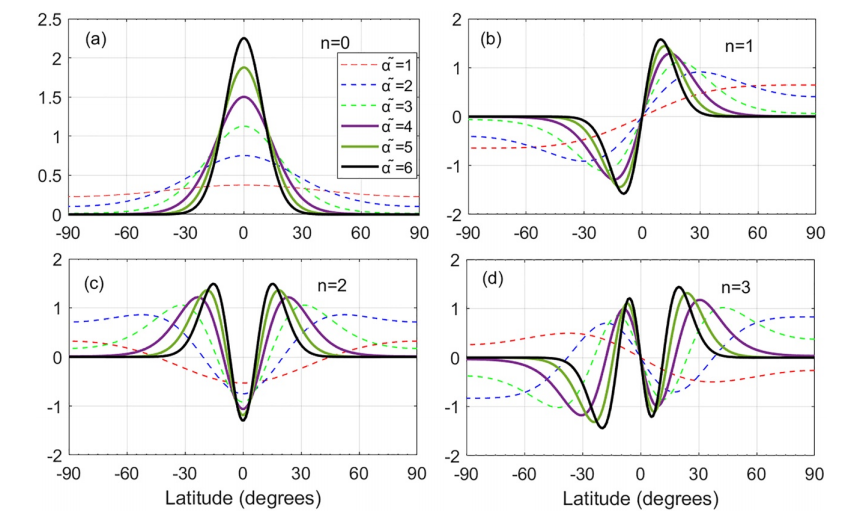 (a)
n=0
2.5
2
1.5
1
0.5
0
α̃ =1
α̃ =2
α̃ =3
α̃ =4
α̃ =5
α̃ =6
-90 -60 -30 0 30 60 90
(b)
n=1
2
1
0
-1
-2
-90 -60 -30 0 30 60 90
(c)
n=2
2
1
0
-1
-2
-90 -60 -30 0 30 60 90
Latitude (degrees)
(d)
n=3
2
1
0
-1
-2
-90 -60 -30 0 30 60 90
Latitude (degrees)